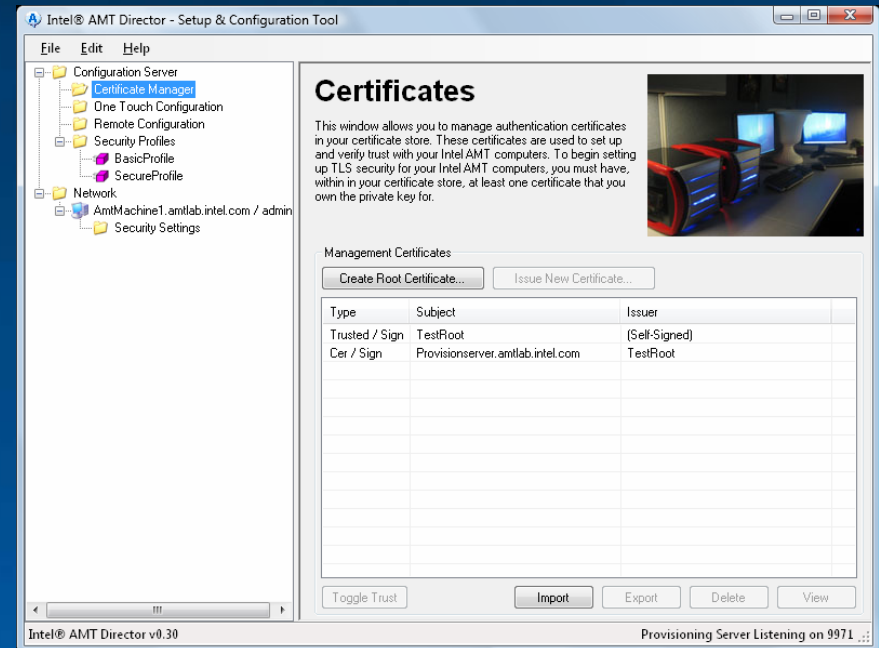 Intel® AMT Director - Setup & Configuration Tool
File Edit Help
Configuration Server
Certificate Manager
One Touch Configuration
Remote Configuration
Security Profiles
BasicProfile
SecureProfile
Network
AmtMachine1.amtlab.intel.com / admin
Security Settings
Certificates
This window allows you to manage authentication certificates
in your certificate store. These certificates are used to set up
and verify trust with your Intel AMT computers. To begin setting
up TLS security for your Intel AMT computers, you must have,
within in your certificate store, at least one certificate that you
own the private key for.
Management Certificates
Create Root Certificate... Issue New Certificate...
Type Subject Issuer
Trusted / Sign TestRoot (Self-Signed)
Cer / Sign Provisionserver.amtlab.intel.com TestRoot
Toggle Trust Import Export Delete View
Intel® AMT Director v0.30 Provisioning Server Listening on 9971